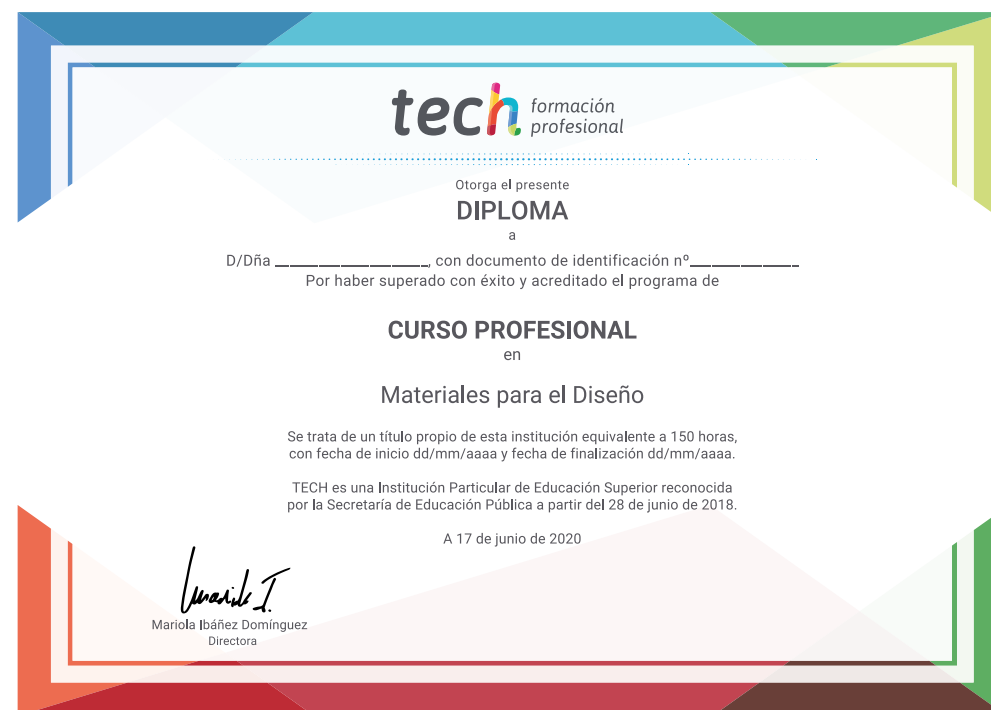 tech formación
profesional
Otorga el presente
DIPLOMA
a
D/Dña ____________________, con documento de identificación nº______________
Por haber superado con éxito y acreditado el programa de
CURSO PROFESIONAL
en
Materiales para el Diseño
Se trata de un título propio de esta institución equivalente a 150 horas,
con fecha de inicio dd/mm/aaaa y fecha de finalización dd/mm/aaaa.
TECH es una Institución Particular de Educación Superior reconocida
por la Secretaría de Educación Pública a partir del 28 de junio de 2018.
A 17 de junio de 2020
Mariola I.
Mariola Ibáñez Domínguez
Directora